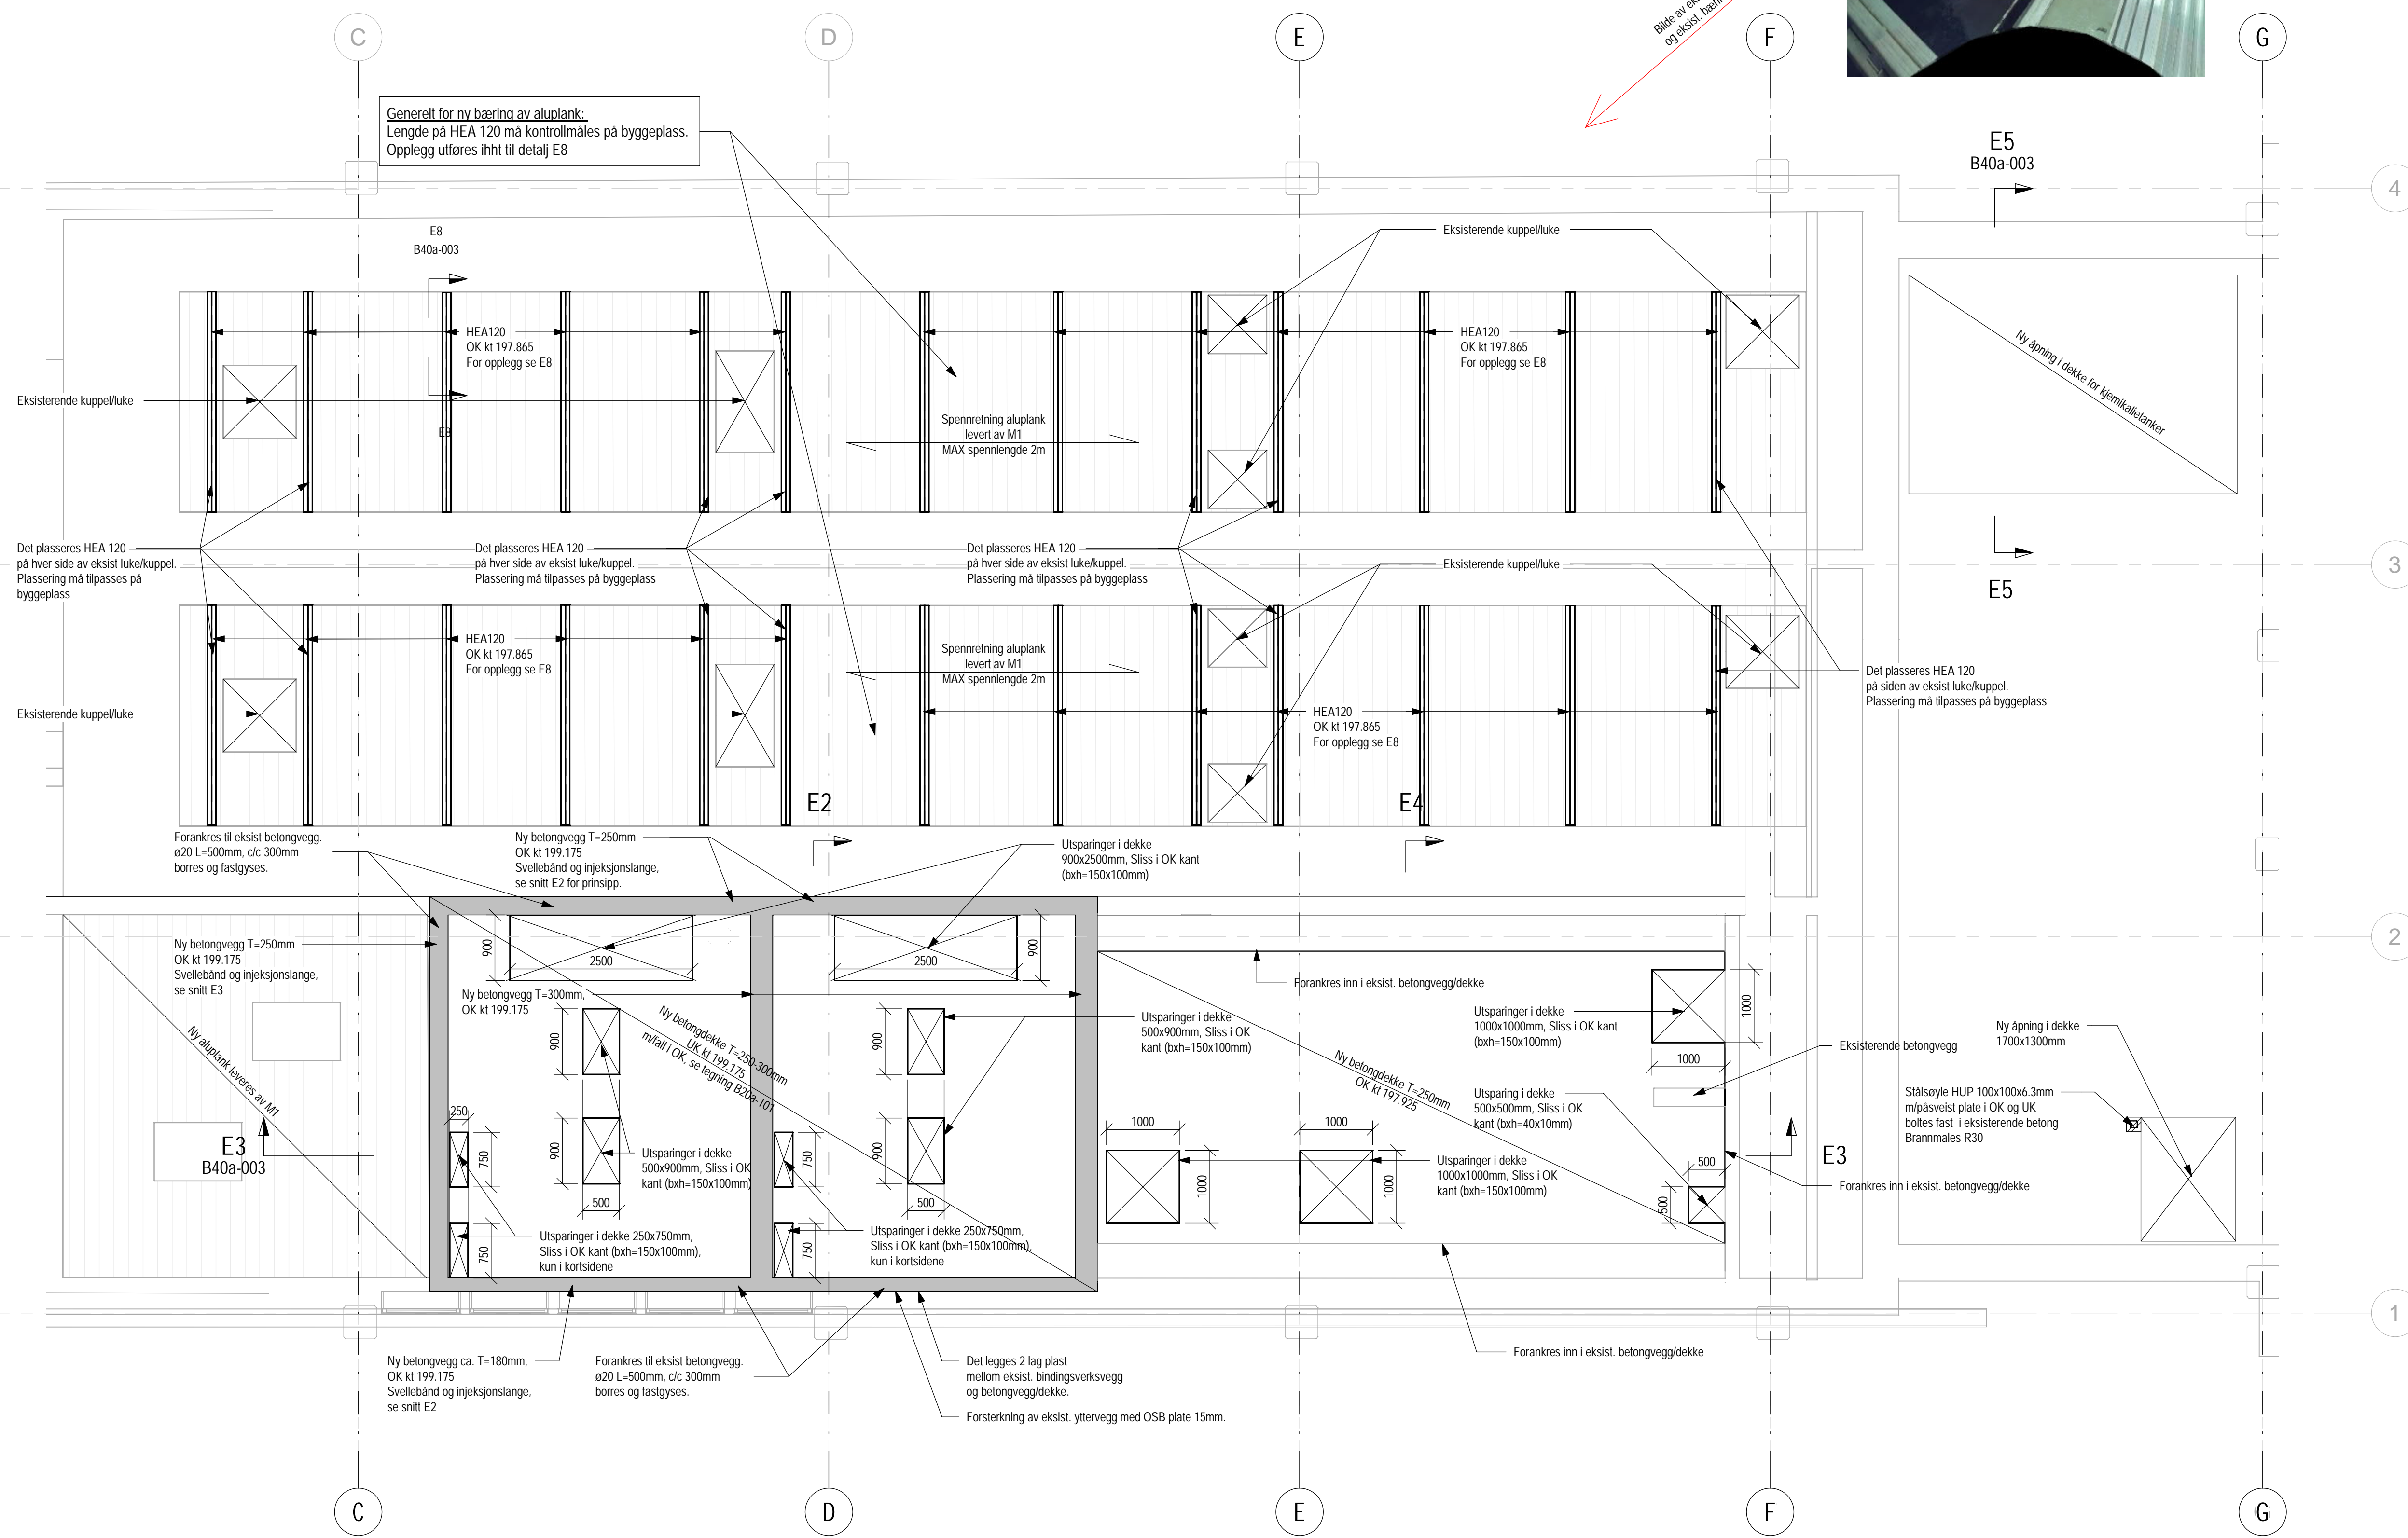 C
D
E
F
G
Bilde av
og eksist.
Generelt for ny bæring av aluplank:
Lengde på HEA 120 må kontrollmåles på byggeplass.
Opplegg utføres ihht til detalj E8
E5
B40a-003
4
E8
B40a-003
Eksisterende kuppel/luke
HEA120
OK kt 197.865
For opplegg se E8
HEA120
OK kt 197.865
For opplegg se E8
Ny åpning i dekke for kjemikalietanker
Eksisterende kuppel/luke
Spennretning aluplank
levert av M1
MAX spennlengde 2m
E8
Det plasseres HEA 120
på hver side av eksist luke/kuppel.
Plassering må tilpasses på
byggeplass
Det plasseres HEA 120
på hver side av eksist luke/kuppel.
Plassering må tilpasses på byggeplass
Det plasseres HEA 120
på hver side av eksist luke/kuppel.
Plassering må tilpasses på byggeplass
Eksisterende kuppel/luke
3
E5
HEA120
OK kt 197.865
For opplegg se E8
Spennretning aluplank
levert av M1
MAX spennlengde 2m
Det plasseres HEA 120
på siden av eksist luke/kuppel.
Plassering må tilpasses på byggeplass
Eksisterende kuppel/luke
HEA120
OK kt 197.865
For opplegg se E8
E2
E4
Forankres til eksist betongvegg.
ø20 L=500mm, c/c 300mm
borres og fastgyses.
Ny betongvegg T=250mm
OK kt 199.175
Svellebånd og injeksjonslange,
se snitt E2 for prinsipp.
Utsparinger i dekke
900x2500mm, Sliss i OK kant
(bxh=150x100mm)
Ny betongvegg T=250mm
OK kt 199.175
Svellebånd og injeksjonslange,
se snitt E3
900
2500
2500
900
2
Ny betongvegg T=300mm,
OK kt 199.175
Forankres inn i eksist. betongvegg/dekke
Ny betongdekke T=250-300mm
UK kt 199.175
m/fall i OK, se tegning B20a-101
900
900
Utsparinger i dekke
500x900mm, Sliss i OK
kant (bxh=150x100mm)
Utsparinger i dekke
1000x1000mm, Sliss i OK kant
(bxh=150x100mm)
1000
1000
Ny åpning i dekke
1700x1300mm
Eksisterende betongvegg
Ny aluplank leveres av M1
Ny betongdekke T=250mm
OK kt 197.925
Utsparing i dekke
500x500mm, Sliss i OK
kant (bxh=40x10mm)
Stålsøyle HUP 100x100x6.3mm
m/påsveist plate i OK og UK
boltes fast i eksisterende betong
Brannmales R30
E3
B40a-003
250
750
900
Utsparinger i dekke
500x900mm, Sliss i OK
kant (bxh=150x100mm)
500
750
900
500
1000
1000
1000
1000
Utsparinger i dekke
1000x1000mm, Sliss i OK
kant (bxh=150x100mm)
500
500
E3
Forankres inn i eksist. betongvegg/dekke
750
Utsparinger i dekke 250x750mm,
Sliss i OK kant (bxh=150x100mm),
kun i kortsidene
750
Utsparinger i dekke 250x750mm,
Sliss i OK kant (bxh=150x100mm),
kun i kortsidene
1
Ny betongvegg ca. T=180mm,
OK kt 199.175
Svellebånd og injeksjonslange,
se snitt E2
Forankres til eksist betongvegg.
ø20 L=500mm, c/c 300mm
borres og fastgyses.
Det legges 2 lag plast
mellom eksist. bindingsverksvegg
og betongvegg/dekke.
Forsterkning av eksist. yttervegg med OSB plate 15mm.
Forankres inn i eksist. betongvegg/dekke
C
D
E
F
G